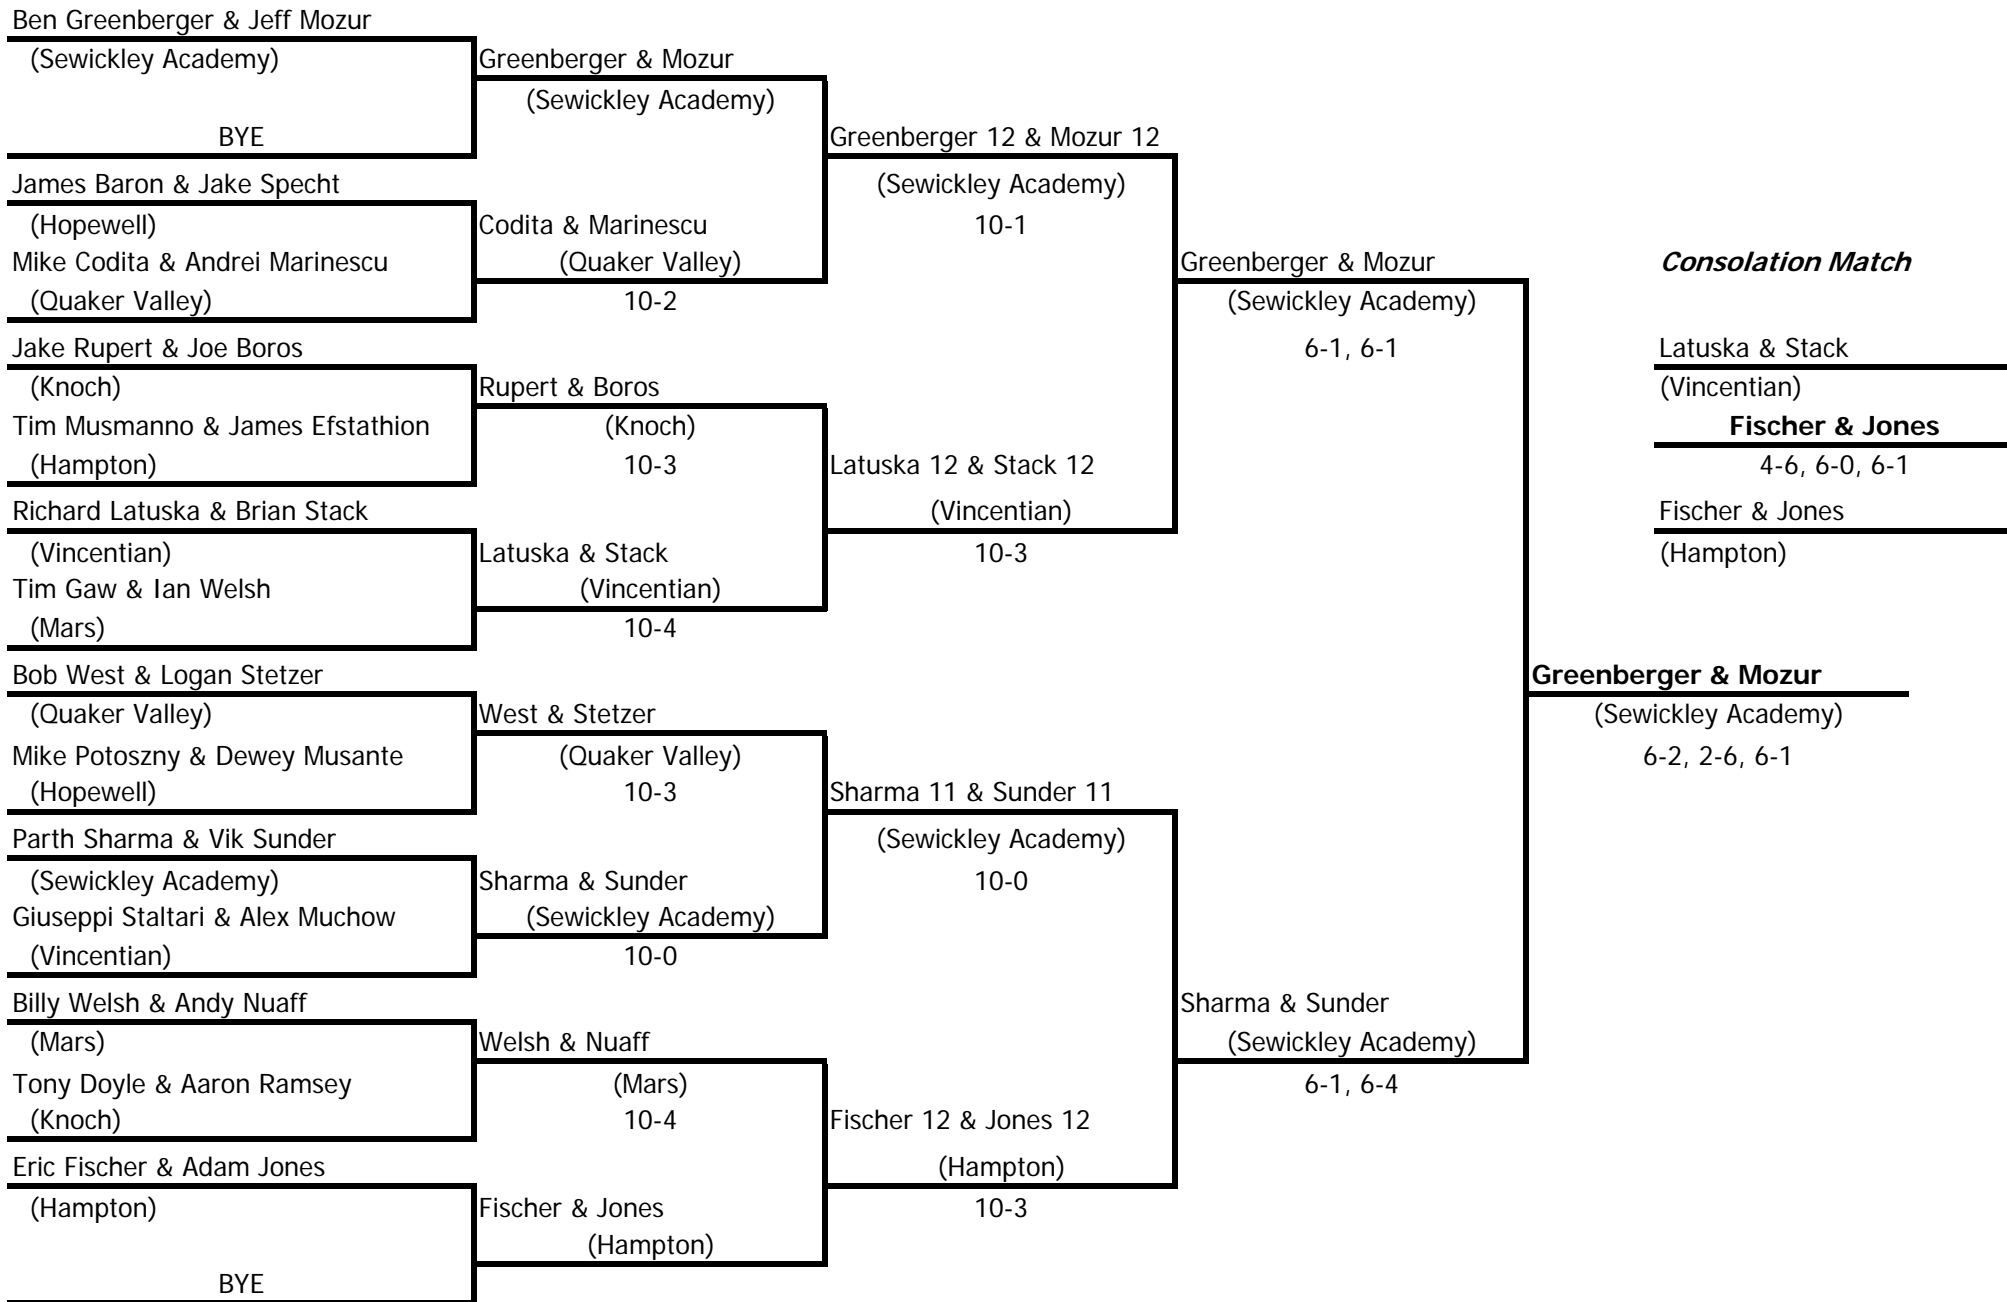 Ben Greenberger & Jeff Mozur
(Sewickley Academy)
BYE
James Baron & Jake Specht
(Hopewell)
Mike Codita & Andrei Marinescu
(Quaker Valley)
Jake Rupert & Joe Boros
(Knoch)
Tim Musmanno & James Efstathion
(Hampton)
Richard Latuska & Brian Stack
(Vincentian)
Tim Gaw & Ian Welsh
(Mars)
Bob West & Logan Stetzer
(Quaker Valley)
Mike Potoszny & Dewey Musante
(Hopewell)
Parth Sharma & Vik Sunder
(Sewickley Academy)
Giuseppi Staltari & Alex Muchow
(Vincentian)
Billy Welsh & Andy Nuaff
(Mars)
Tony Doyle & Aaron Ramsey
(Knoch)
Eric Fischer & Adam Jones
(Hampton)
BYE
Greenberger & Mozur
(Sewickley Academy)
Codita & Marinescu
(Quaker Valley)
10-2
Rupert & Boros
(Knoch)
10-3
Latuska & Stack
(Vincentian)
10-4
West & Stetzer
(Quaker Valley)
10-3
Sharma & Sunder
(Sewickley Academy)
10-0
Welsh & Nuaff
(Mars)
10-4
Fischer & Jones
(Hampton)
Greenberger 12 & Mozur 12
(Sewickley Academy)
10-1
Latuska 12 & Stack 12
(Vincentian)
10-3
Sharma 11 & Sunder 11
(Sewickley Academy)
10-0
Fischer 12 & Jones 12
(Hampton)
10-3
Greenberger & Mozur
(Sewickley Academy)
6-1, 6-1
Sharma & Sunder
(Sewickley Academy)
6-1, 6-4
Greenberger & Mozur
(Sewickley Academy)
6-2, 2-6, 6-1
Consolation Match
Latuska & Stack
(Vincentian)
Fischer & Jones
4-6, 6-0, 6-1
Fischer & Jones
(Hampton)